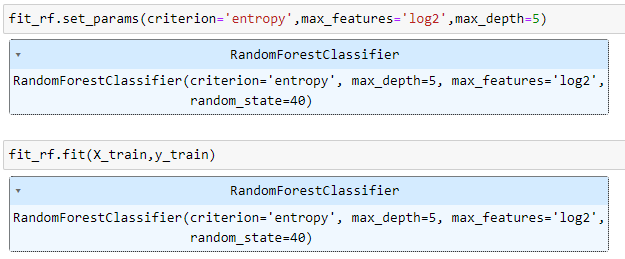 fit_rf.set_params(criterion='entropy',max_features='log2',max_depth=5)
RandomForestClassifier
RandomForestClassifier(criterion='entropy', max_depth=5, max_features='log2',
random_state=40)
fit_rf.fit(X_train,y_train)
RandomForestClassifier
RandomForestClassifier(criterion='entropy', max_depth=5, max_features='log2',
random_state=40)